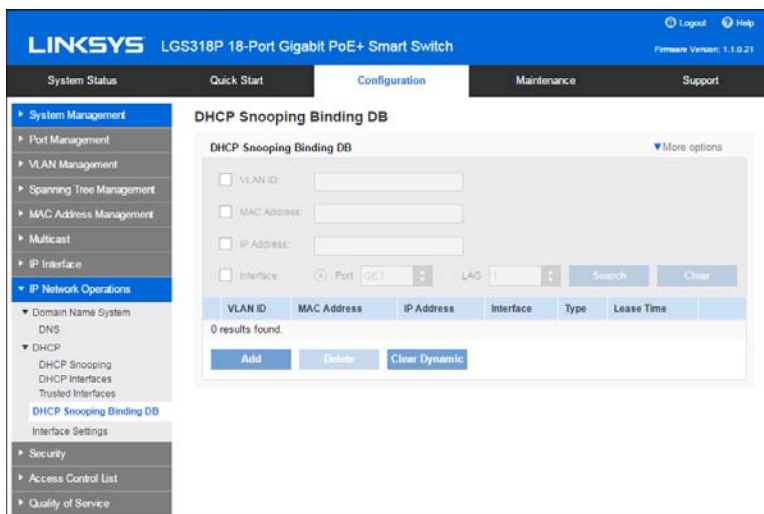 Logout Help
LINKSYS LGS318P 18-Port Gigabit PoE+ Smart Switch
Firmware Version: 1.1.0.21
System Status Quick Start Configuration Maintenance Support
System Management
Port Management
VLAN Management
Spanning Tree Management
MAC Address Management
Multicast
IP Interface
IP Network Operations
Domain Name System
DNS
DHCP
DHCP Snooping
DHCP Interfaces
Trusted Interfaces
DHCP Snooping Binding DB
Interface Settings
Security
Access Control List
Quality of Service
DHCP Snooping Binding DB
DHCP Snooping Binding DB More options
VLAN ID:
MAC Address:
IP Address:
Interface: Port GE1 LAG 1 Search Clear
VLAN ID MAC Address IP Address Interface Type Lease Time
0 results found.
Add Delete Clear Dynamic